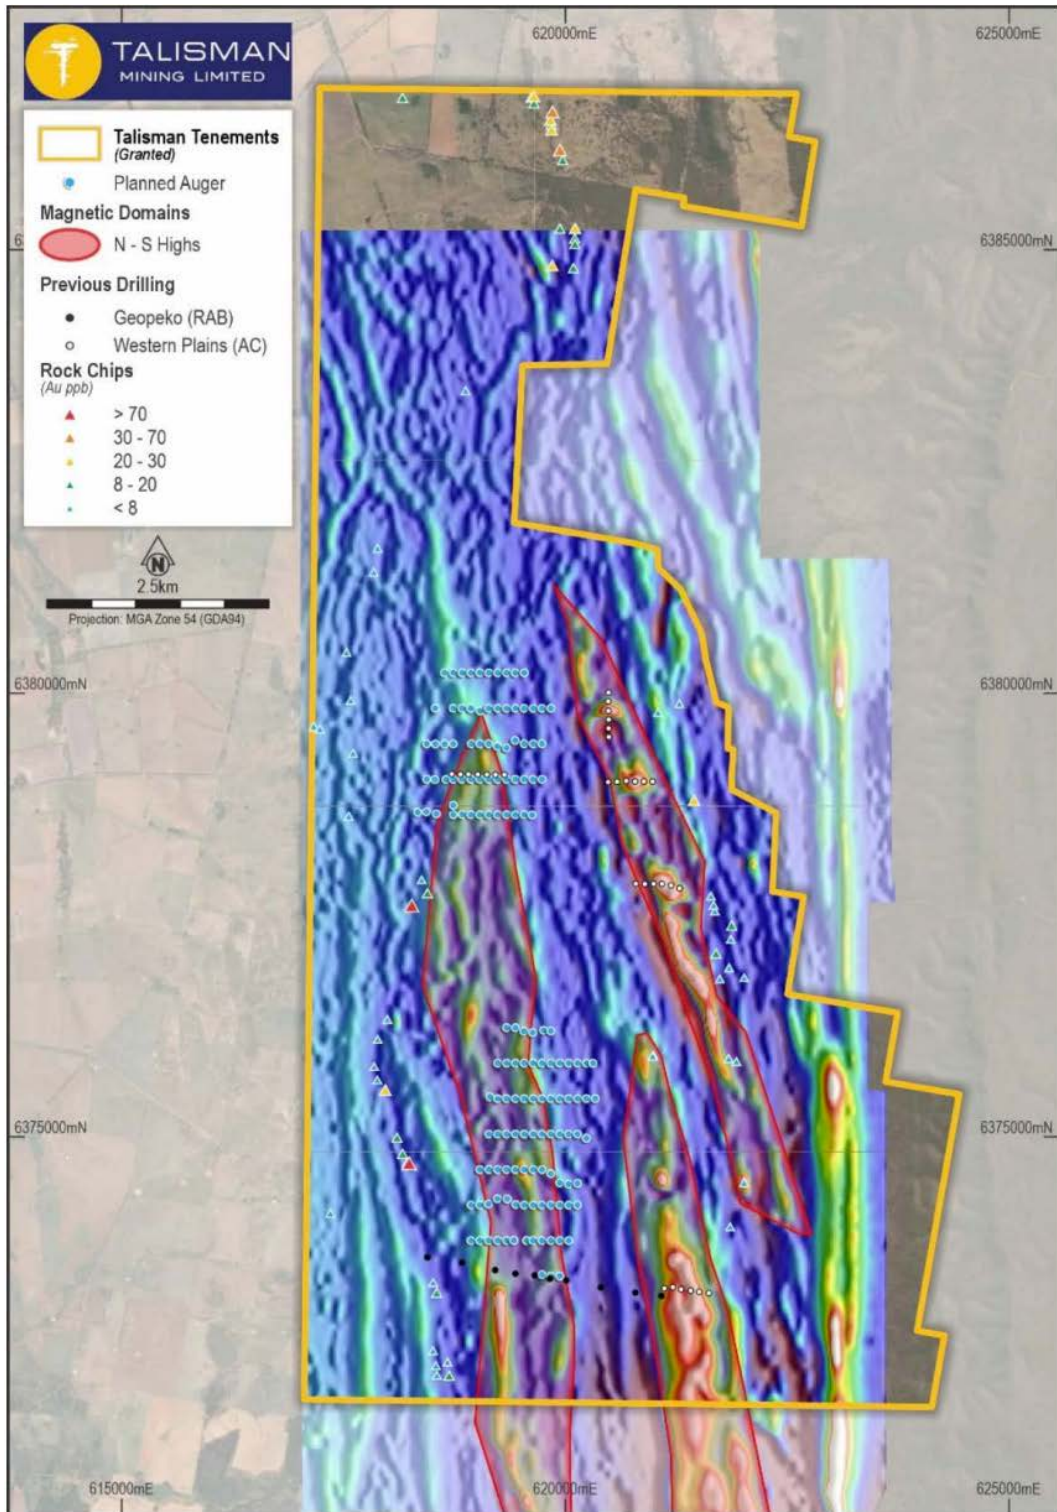 620000mE
625000mE
TALISMAN
MINING LIMITED
Talisman Tenements
(Granted)
Planned Auger
Magnetic Domains
N - S Highs
Previous Drilling
Geopeko (RAB)
Western Plains (AC)
Rock Chips
(Au ppb)
> 70
30 - 70
20 - 30
8 - 20
< 8
6385000mN
N
2.5km
Projection: MGA Zone 54 (GDA94)
6380000mN
6380000mN
6375000mN
6375000mN
615000mE
620000mE
625000mE